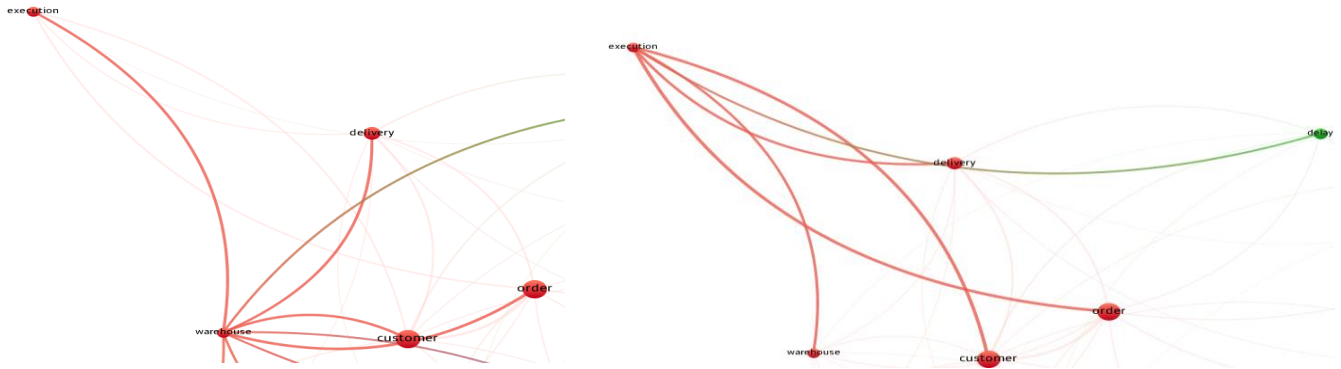 execution
delivery
order
warehouse
customer
execution
delay
delivery
order
warehouse
customer